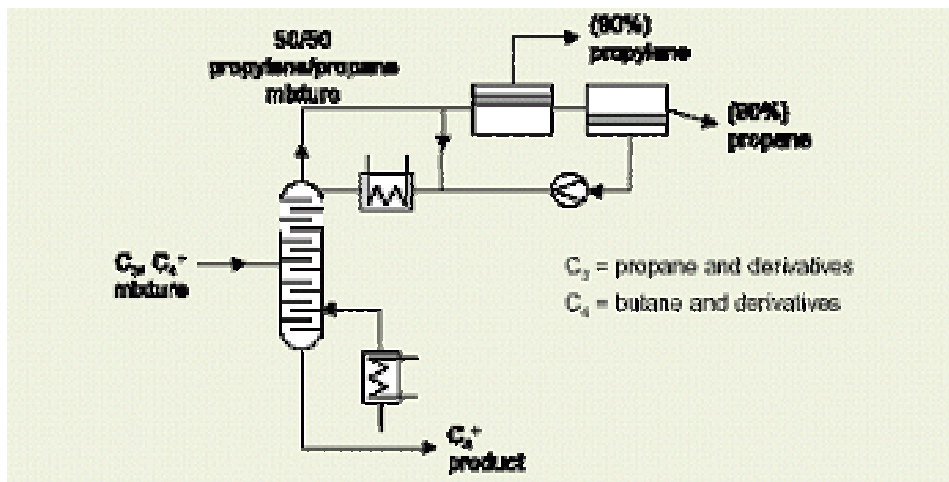 50/50
propylene/propane
mixture
(90%)
propylene
(90%)
propane
C₃, C₄⁺
mixture
C₃ = propane and derivatives
C₄ = butane and derivatives
C₄⁺
product